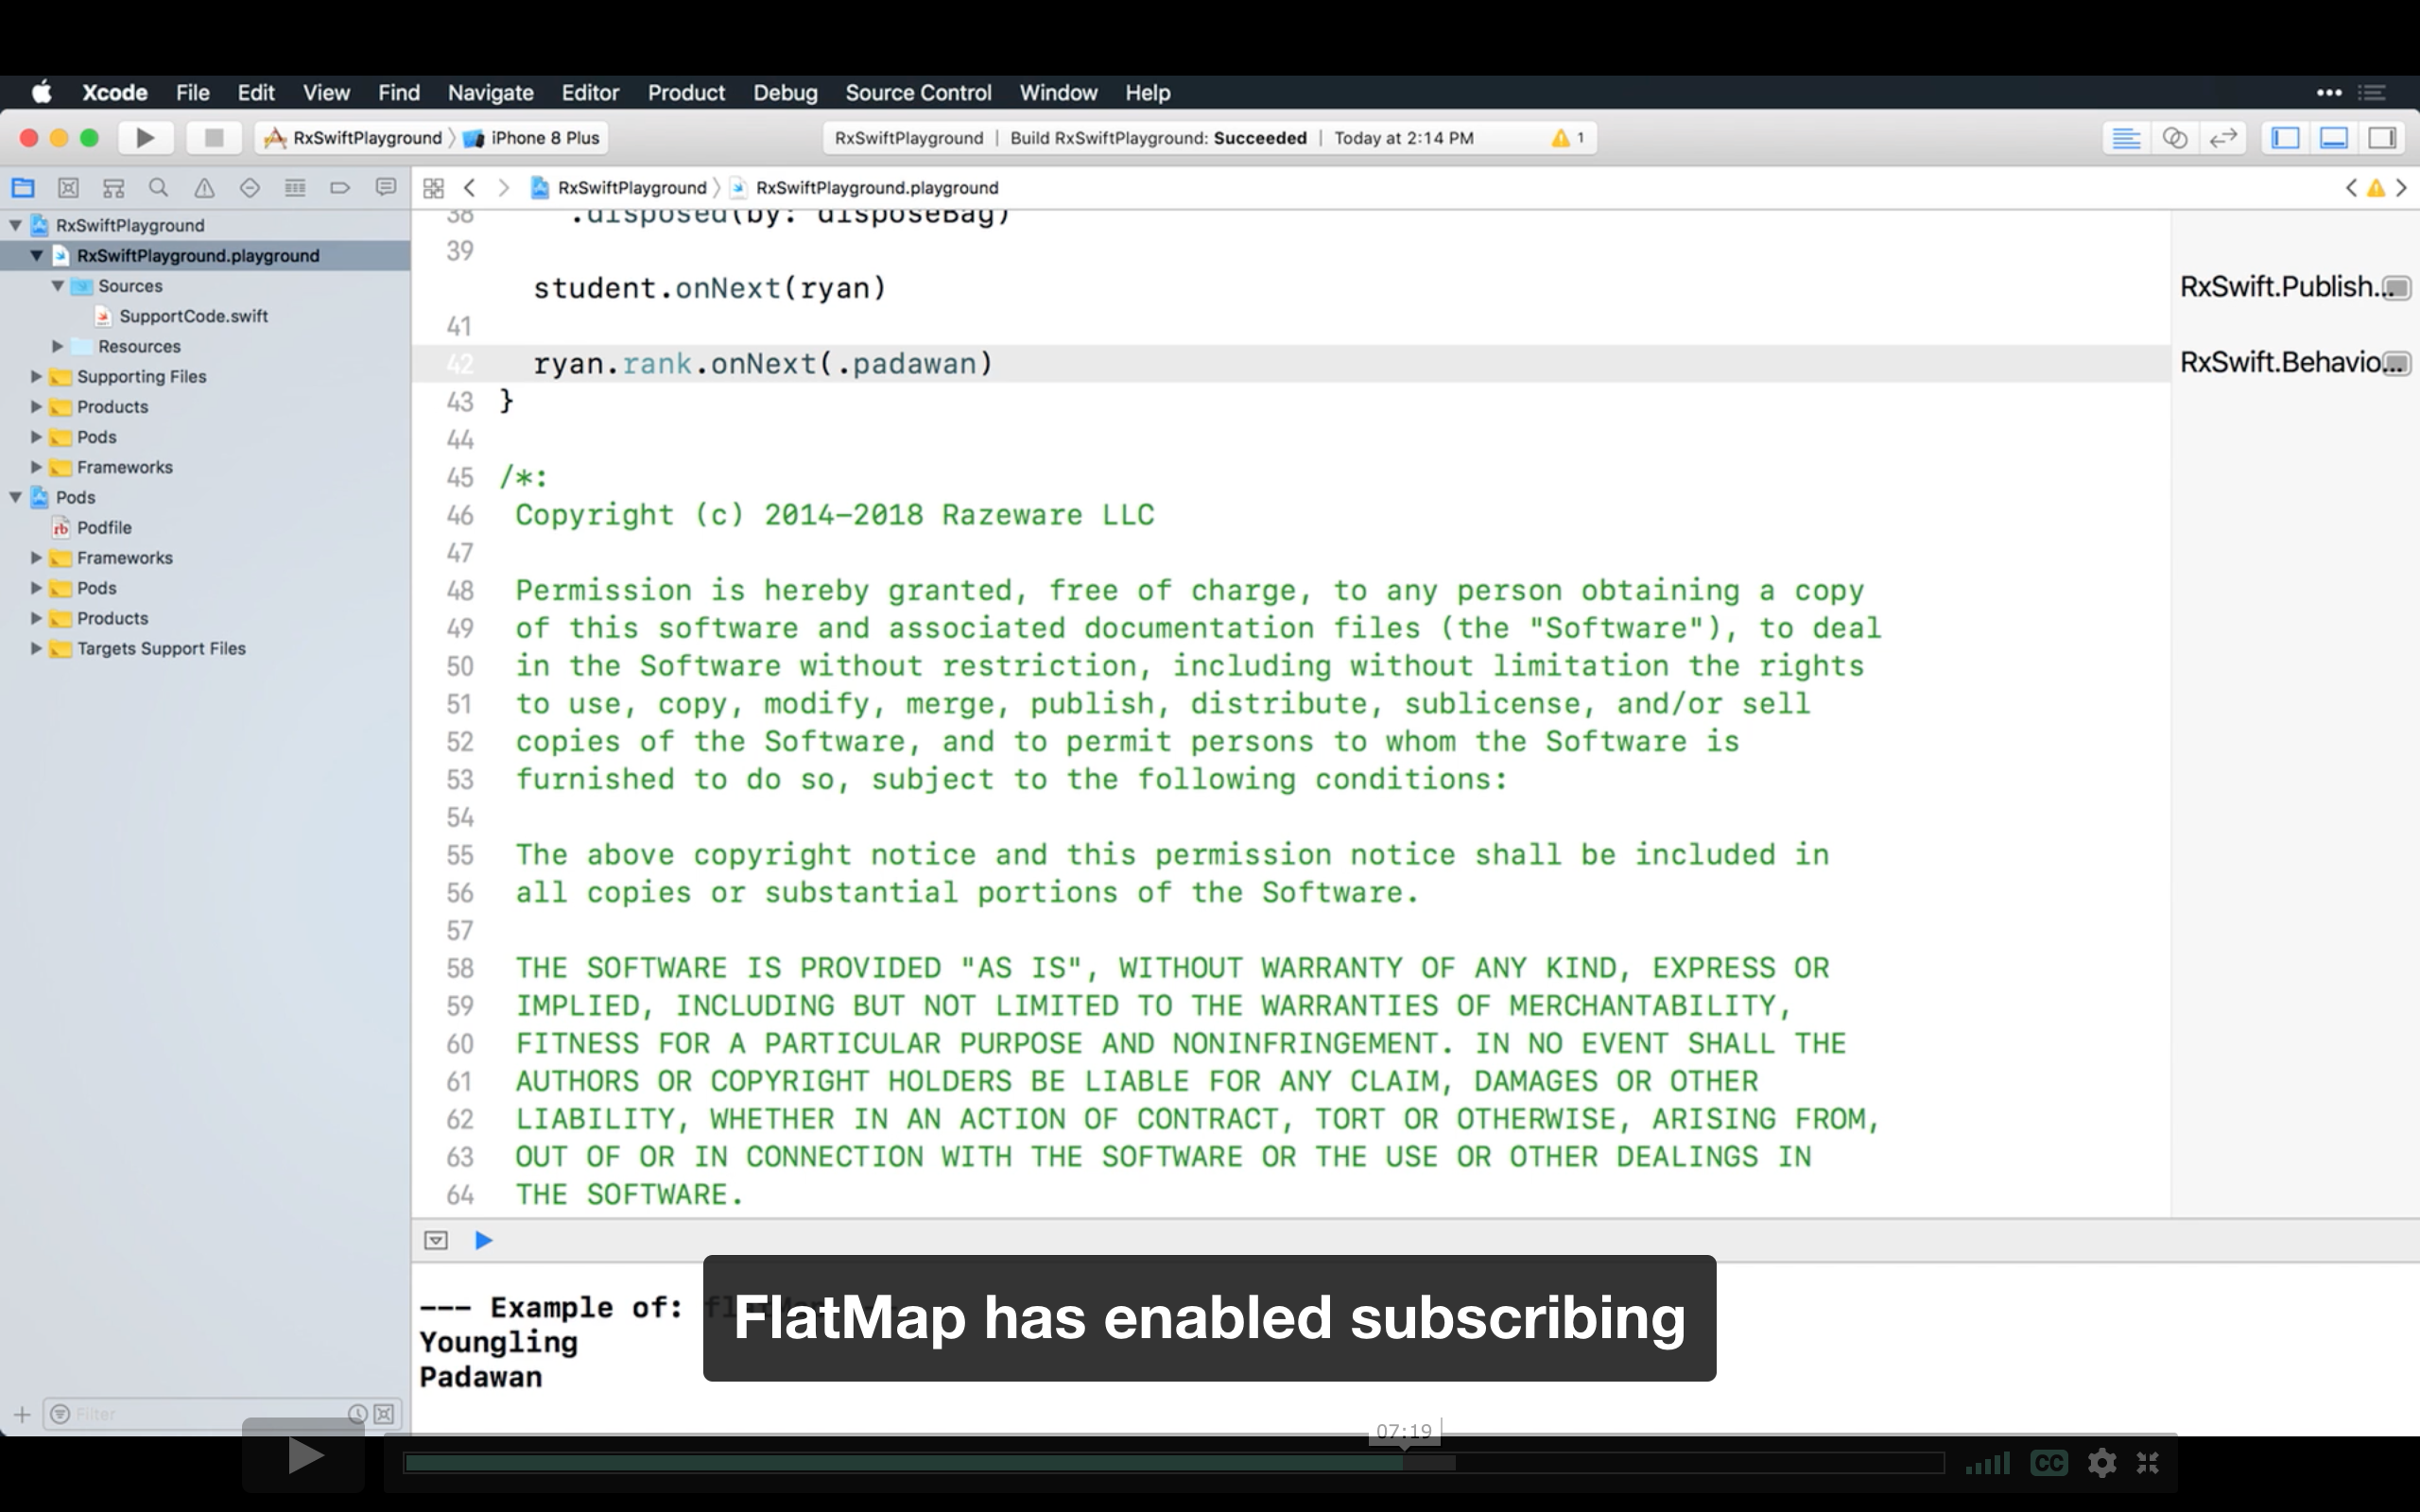 Xcode File Edit View Find Navigate Editor Product Debug Source Control Window Help
RxSwiftPlayground iPhone 8 Plus RxSwiftPlayground | Build RxSwiftPlayground: Succeeded | Today at 2:14 PM 1
RxSwiftPlayground RxSwiftPlayground.playground
RxSwiftPlayground
RxSwiftPlayground.playground
Sources
SupportCode.swift
Resources
Supporting Files
Products
Pods
Frameworks
Pods
Podfile
Frameworks
Pods
Products
Targets Support Files
Filter
38 .disposed(by: disposeBag)
39
student.onNext(ryan)
RxSwift.Publish...
41
42 ryan.rank.onNext(.padawan)
RxSwift.Behavio...
43 }
44
45 /*:
46 Copyright (c) 2014-2018 Razeware LLC
47
48 Permission is hereby granted, free of charge, to any person obtaining a copy
49 of this software and associated documentation files (the "Software"), to deal
50 in the Software without restriction, including without limitation the rights
51 to use, copy, modify, merge, publish, distribute, sublicense, and/or sell
52 copies of the Software, and to permit persons to whom the Software is
53 furnished to do so, subject to the following conditions:
54
55 The above copyright notice and this permission notice shall be included in
56 all copies or substantial portions of the Software.
57
58 THE SOFTWARE IS PROVIDED "AS IS", WITHOUT WARRANTY OF ANY KIND, EXPRESS OR
59 IMPLIED, INCLUDING BUT NOT LIMITED TO THE WARRANTIES OF MERCHANTABILITY,
60 FITNESS FOR A PARTICULAR PURPOSE AND NONINFRINGEMENT. IN NO EVENT SHALL THE
61 AUTHORS OR COPYRIGHT HOLDERS BE LIABLE FOR ANY CLAIM, DAMAGES OR OTHER
62 LIABILITY, WHETHER IN AN ACTION OF CONTRACT, TORT OR OTHERWISE, ARISING FROM,
63 OUT OF OR IN CONNECTION WITH THE SOFTWARE OR THE USE OR OTHER DEALINGS IN
64 THE SOFTWARE.
--- Example of:
Youngling
Padawan
FlatMap has enabled subscribing
07:19
CC